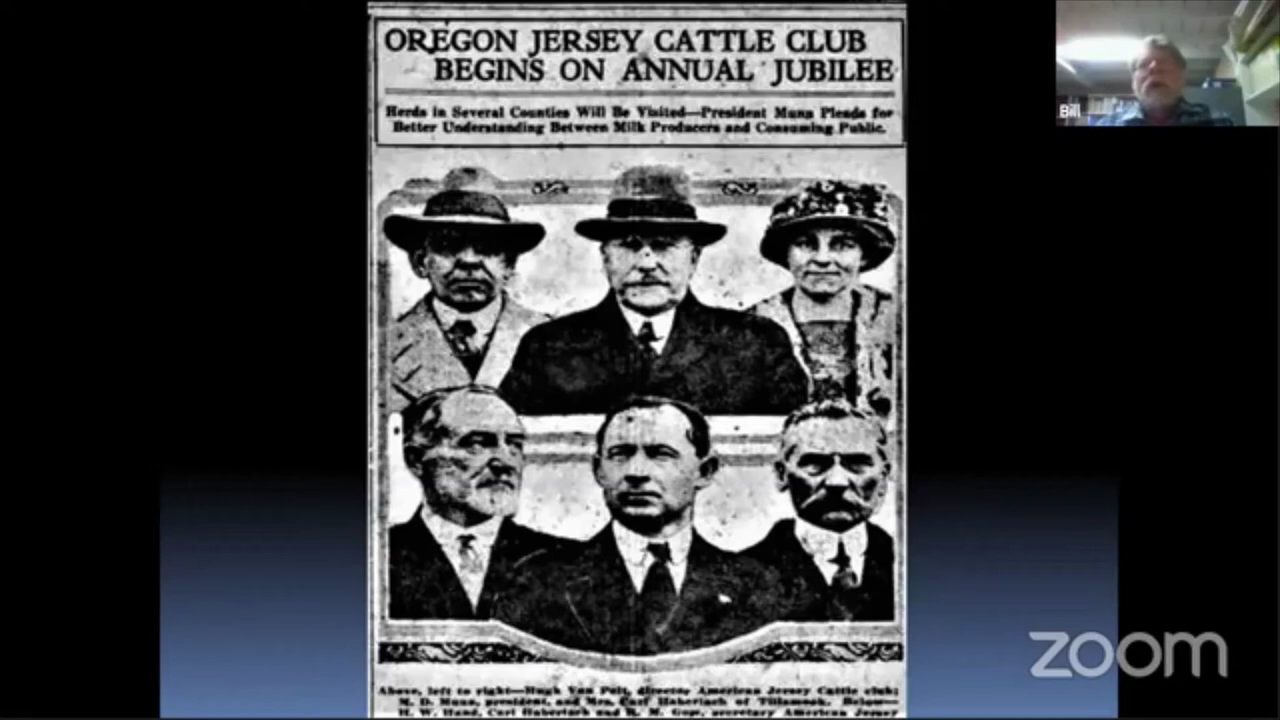 OREGON JERSEY CATTLE CLUB
BEGINS ON ANNUAL JUBILEE
Herds in Several Counties Will Be Visited—President Munn Pleads for
Better Understanding Between Milk Producers and Consuming Public.
Bill
Above, left to right—Hugh Van Pelt, director American Jersey Cattle club;
M. D. Munn, president, and Mrs. Carl Haberlach of Tillamook. Below—
H. W. Hand, Carl Haberlach and R. M. Gow, secretary American Jersey
zoom